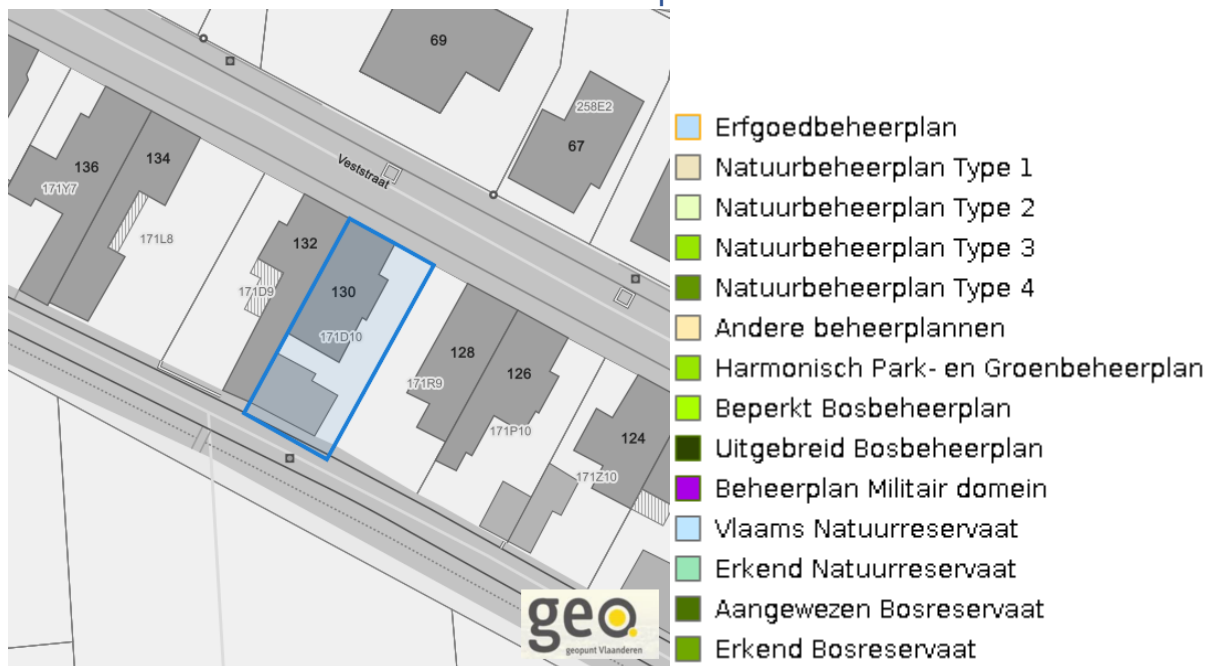 69
258E2
67
Veststraat
136
134
171Y7
171L8
132
171D9
130
171D10
128
171R9
126
171P10
124
171Z10
geo.
geopunt Vlaanderen
Erfgoedbeheerplan
Natuurbeheerplan Type 1
Natuurbeheerplan Type 2
Natuurbeheerplan Type 3
Natuurbeheerplan Type 4
Andere beheerplannen
Harmonisch Park- en Groenbeheerplan
Beperkt Bosbeheerplan
Uitgebreid Bosbeheerplan
Beheerplan Militair domein
Vlaams Natuurreservaat
Erkend Natuurreservaat
Aangewezen Bosreservaat
Erkend Bosreservaat